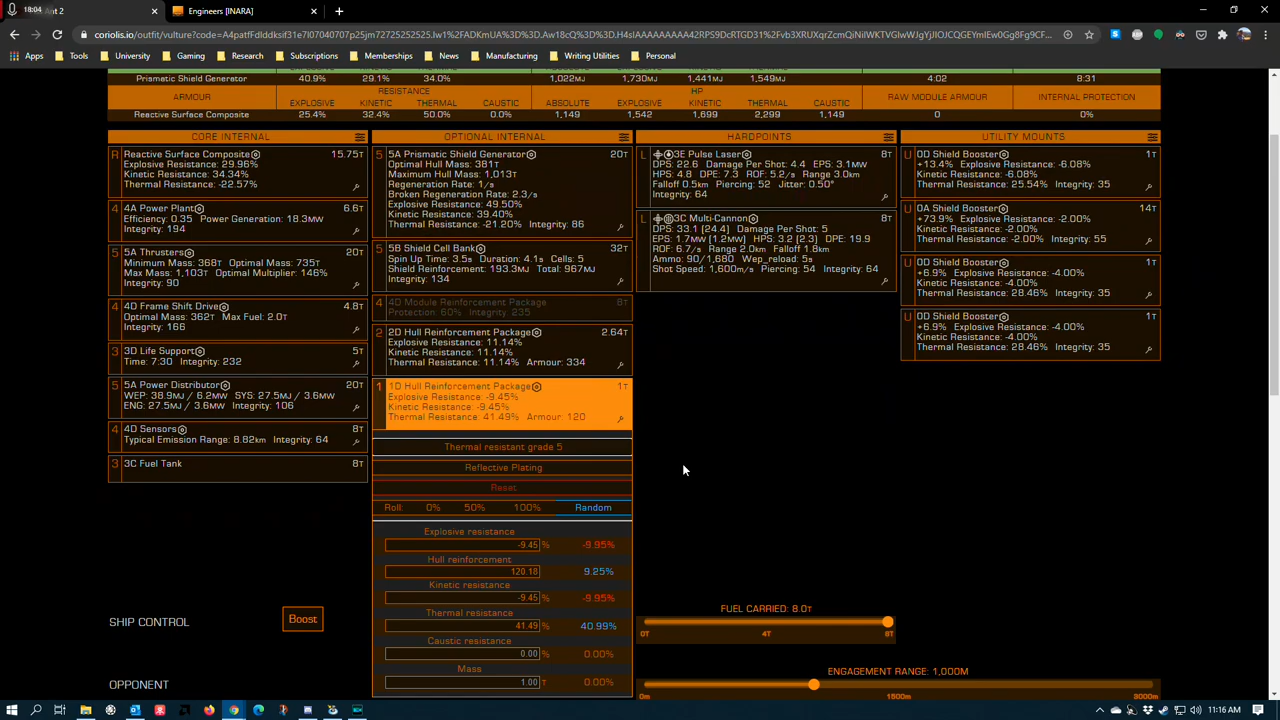 18:04
Ant 2
Engineers [INARA]
coriolis.io/outfit/vulture?code=A4patfFdlddksif31e7l07040707p25jm72725252525.Iw1%2FADKmUA%3D%3D.Aw18cQ%3D%3D.
Apps
Tools
University
Gaming
Research
Subscriptions
Memberships
News
Manufacturing
Writing Utilities
Personal
Prismatic Shield Generator 40.9% 29.1% 34.0% 1,022MJ 1,730MJ 1,441MJ 1,549MJ 4:02 8:31
ARMOUR
RESISTANCE
HP
RAW MODULE ARMOUR
INTERNAL PROTECTION
EXPLOSIVE KINETIC THERMAL CAUSTIC
ABSOLUTE EXPLOSIVE KINETIC THERMAL CAUSTIC
Reactive Surface Composite 25.4% 32.4% 50.0% 0.0% 1,149 1,542 1,699 2,299 1,149 0 0%
CORE INTERNAL
R Reactive Surface Composite 15.75T
Explosive Resistance: 29.96%
Kinetic Resistance: 34.34%
Thermal Resistance: -22.57%
4 4A Power Plant 6.6T
Efficiency: 0.35 Power Generation: 18.3MW
Integrity: 194
5 5A Thrusters 20T
Minimum Mass: 368T Optimal Mass: 735T
Max Mass: 1,103T Optimal Multiplier: 146%
Integrity: 90
4 4D Frame Shift Drive 4.8T
Optimal Mass: 362T Max Fuel: 2.0T
Integrity: 166
3 3D Life Support 5T
Time: 7:30 Integrity: 232
5 5A Power Distributor 20T
WEP: 38.9MJ / 6.2MW SYS: 27.5MJ / 3.6MW
ENG: 27.5MJ / 3.6MW Integrity: 106
4 4D Sensors 8T
Typical Emission Range: 8.82km Integrity: 64
3 3C Fuel Tank 8T
OPTIONAL INTERNAL
5 5A Prismatic Shield Generator 20T
Optimal Hull Mass: 381T
Maximum Hull Mass: 1,013T
Regeneration Rate: 1/s
Broken Regeneration Rate: 2.3/s
Explosive Resistance: 49.50%
Kinetic Resistance: 39.40%
Thermal Resistance: -21.20% Integrity: 86
5 5B Shield Cell Bank 32T
Spin Up Time: 3.5s Duration: 4.1s Cells: 5
Shield Reinforcement: 193.3MJ Total: 967MJ
Integrity: 134
4 4D Module Reinforcement Package 8T
Protection: 60% Integrity: 235
2 2D Hull Reinforcement Package 2.64T
Explosive Resistance: 11.14%
Kinetic Resistance: 11.14%
Thermal Resistance: 11.14% Armour: 334
1 1D Hull Reinforcement Package 1T
Explosive Resistance: -9.45%
Kinetic Resistance: -9.45%
Thermal Resistance: 41.49% Armour: 120
Thermal resistant grade 5
Reflective Plating
Reset
Roll: 0% 50% 100% Random
Explosive resistance
-9.45 % -9.95%
Hull reinforcement
120.18 9.25%
Kinetic resistance
-9.45 % -9.95%
Thermal resistance
41.49 % 40.99%
Caustic resistance
0.00 % 0.00%
Mass
1.00 T 0.00%
HARDPOINTS
L 3E Pulse Laser 8T
DPS: 22.6 Damage Per Shot: 4.4 EPS: 3.1MW
HPS: 4.8 DPE: 7.3 ROF: 5.2/s Range 3.0km
Falloff 0.5km Piercing: 52 Jitter: 0.50°
Integrity: 64
L 3C Multi-Cannon 8T
DPS: 33.1 (24.4) Damage Per Shot: 5
EPS: 1.7MW (1.2MW) HPS: 3.2 (2.3) DPE: 19.9
ROF: 6.7/s Range 2.0km Falloff 1.9km
Ammo: 90/1,680 Wep_reload: 5s
Shot Speed: 1,600m/s Piercing: 54 Integrity: 64
UTILITY MOUNTS
U 0D Shield Booster 1T
+13.4% Explosive Resistance: -6.08%
Kinetic Resistance: -6.08%
Thermal Resistance: 25.54% Integrity: 35
U 0A Shield Booster 14T
+73.9% Explosive Resistance: -2.00%
Kinetic Resistance: -2.00%
Thermal Resistance: -2.00% Integrity: 55
U 0D Shield Booster 1T
+6.9% Explosive Resistance: -4.00%
Kinetic Resistance: -4.00%
Thermal Resistance: 28.46% Integrity: 35
U 0D Shield Booster 1T
+6.9% Explosive Resistance: -4.00%
Kinetic Resistance: -4.00%
Thermal Resistance: 28.46% Integrity: 35
SHIP CONTROL
Boost
FUEL CARRIED: 8.0T
0T 4T 8T
OPPONENT
ENGAGEMENT RANGE: 1,000M
0m 1500m 3000m
11:16 AM